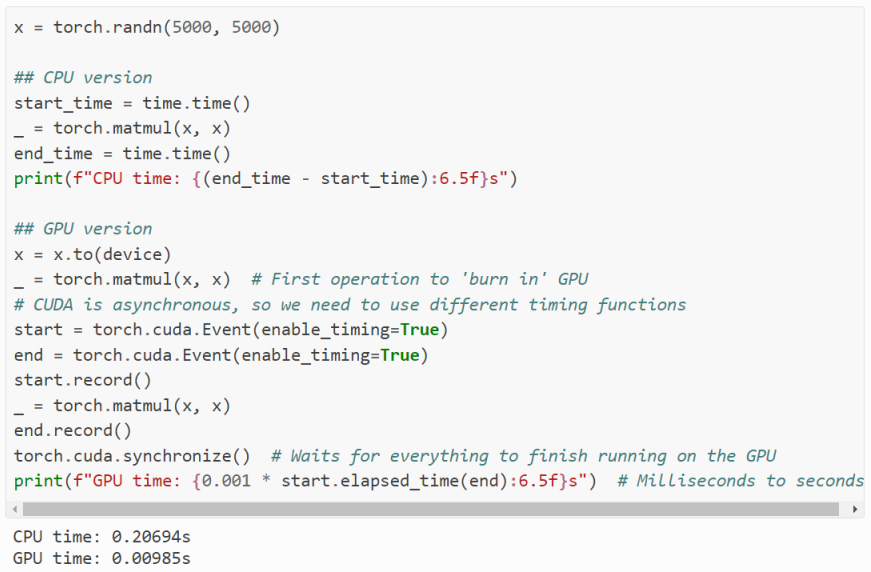 x = torch.randn(5000, 5000)
## CPU version
start_time = time.time()
_ = torch.matmul(x, x)
end_time = time.time()
print(f"CPU time: {(end_time - start_time):6.5f}s")
## GPU version
x = x.to(device)
_ = torch.matmul(x, x)  # First operation to 'burn in' GPU
# CUDA is asynchronous, so we need to use different timing functions
start = torch.cuda.Event(enable_timing=True)
end = torch.cuda.Event(enable_timing=True)
start.record()
_ = torch.matmul(x, x)
end.record()
torch.cuda.synchronize()  # Waits for everything to finish running on the GPU
print(f"GPU time: {0.001 * start.elapsed_time(end):6.5f}s")  # Milliseconds to seconds
CPU time: 0.20694s
GPU time: 0.00985s